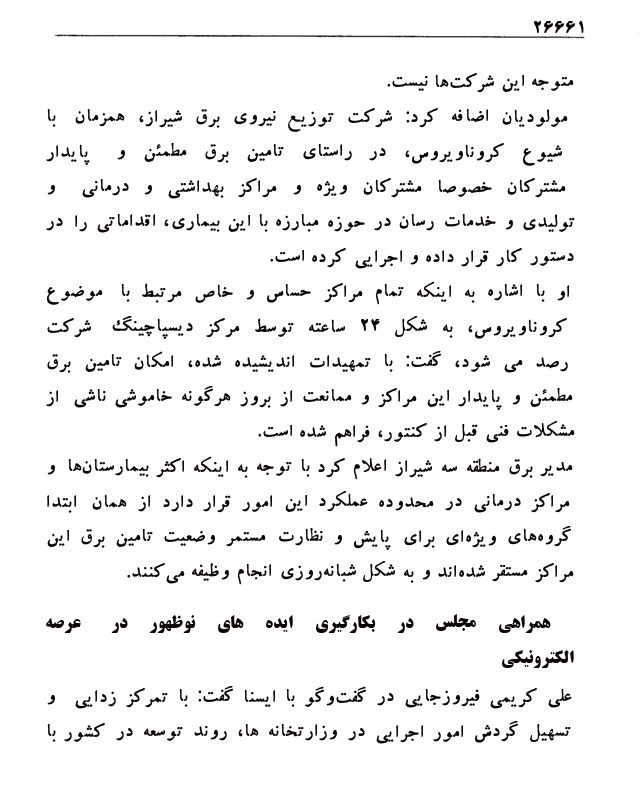 ۲۶۶۶۱
متوجه این شرکت‌ها نیست.
مولودیان اضافه کرد: شرکت توزیع نیروی برق شیراز، همزمان با
شیوع کروناویروس، در راستای تامین برق مطمئن و پایدار
مشترکان خصوصا مشترکان ویژه و مراکز بهداشتی و درمانی و
تولیدی و خدمات رسان در حوزه مبارزه با این بیماری، اقداماتی را در
دستور کار قرار داده و اجرایی کرده است.
او با اشاره به اینکه تمام مراکز حساس و خاص مرتبط با موضوع
کروناویروس، به شکل ۲۴ ساعته توسط مرکز دیسپاچینگ شرکت
رصد می شود، گفت: با تمهیدات اندیشیده شده، امکان تامین برق
مطمئن و پایدار این مراکز و ممانعت از بروز هرگونه خاموشی ناشی از
مشکلات فنی قبل از کنتور، فراهم شده است.
مدیر برق منطقه سه شیراز اعلام کرد با توجه به اینکه اکثر بیمارستان‌ها و
مراکز درمانی در محدوده عملکرد این امور قرار دارد از همان ابتدا
گروه‌های ویژه‌ای برای پایش و نظارت مستمر وضعیت تامین برق این
مراکز مستقر شده‌اند و به شکل شبانه‌روزی انجام وظیفه می‌کنند.
همراهی مجلس در بکارگیری ایده های نوظهور در عرصه
الکترونیکی
علی کریمی فیروزجایی در گفت‌وگو با ایسنا گفت: با تمرکز زدایی و
تسهیل گردش امور اجرایی در وزارتخانه ها، روند توسعه در کشور با